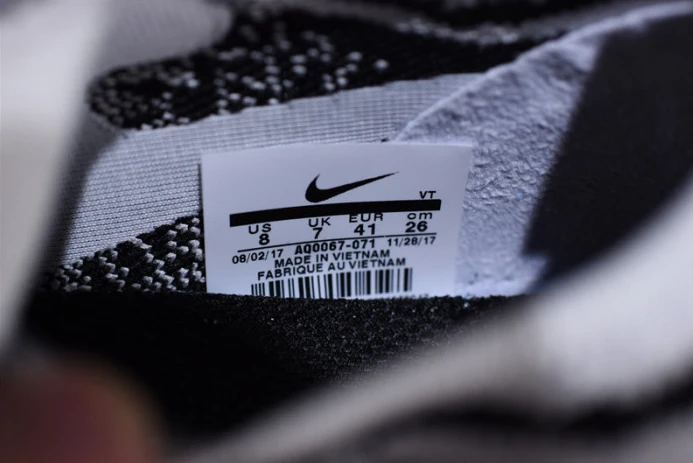 VT
US UK EUR cm
8 7 41 26
08/02/17 AQ0067-071 11/28/17
MADE IN VIETNAM
FABRIQUE AU VIETNAM